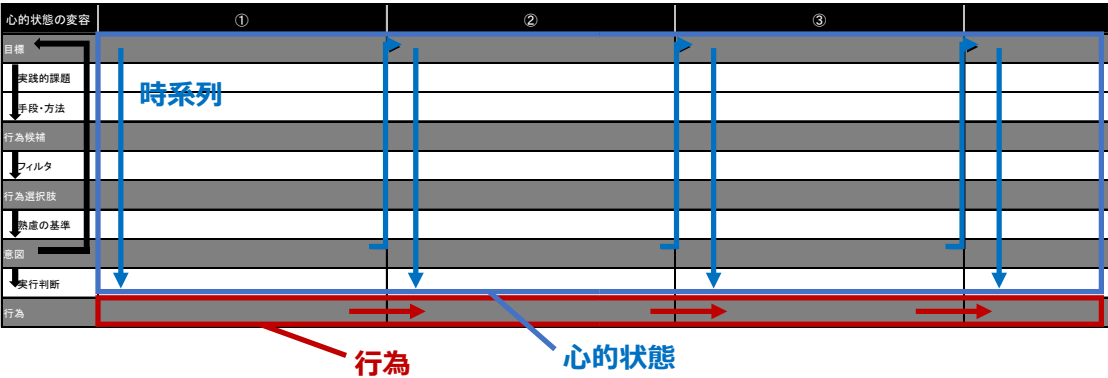 心的状態の変容 ① ② ③
目標
実践的課題
時系列
手段・方法
行為候補
フィルタ
行為選択肢
熟慮の基準
意図
実行判断
行為
行為
心的状態